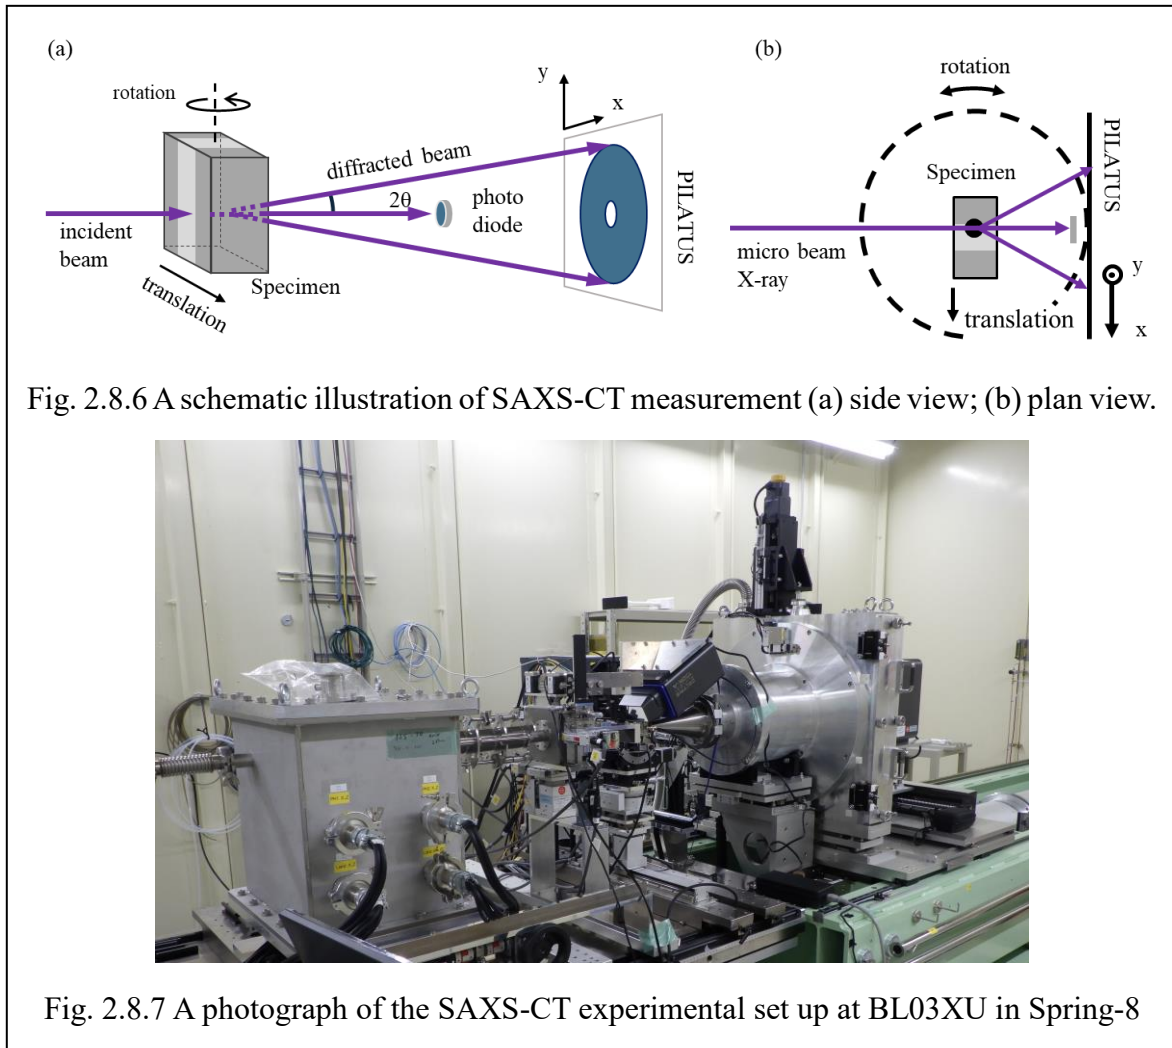 (a)
rotation
y
x
diffracted beam
2θ
photo
diode
PILATUS
incident
beam
translation
Specimen
(b)
rotation
Specimen
PILATUS
micro beam
X-ray
y
translation
x
Fig. 2.8.6 A schematic illustration of SAXS-CT measurement (a) side view; (b) plan view.
Fig. 2.8.7 A photograph of the SAXS-CT experimental set up at BL03XU in Spring-8